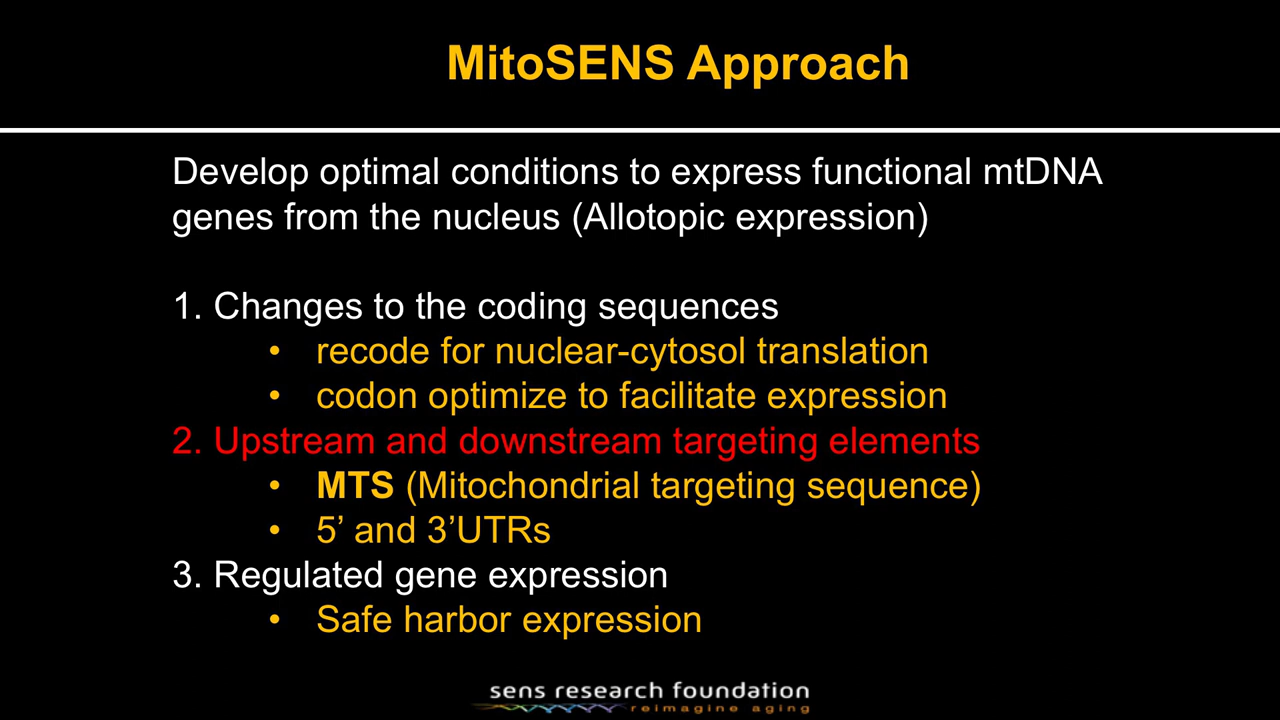 MitoSENS Approach
Develop optimal conditions to express functional mtDNA
genes from the nucleus (Allotopic expression)
1. Changes to the coding sequences
• recode for nuclear-cytosol translation
• codon optimize to facilitate expression
2. Upstream and downstream targeting elements
• MTS (Mitochondrial targeting sequence)
• 5’ and 3’UTRs
3. Regulated gene expression
• Safe harbor expression
sens research foundation
reimagine aging